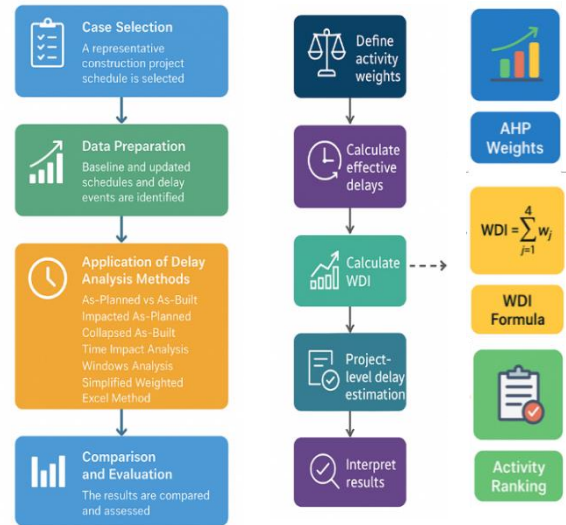 Case Selection
A representative
construction project
schedule is selected
Data Preparation
Baseline and updated
schedules and delay
events are identified
Application of Delay
Analysis Methods
As-Planned vs As-Built
Impacted As-Planned
Collapsed As-Built
Time Impact Analysis
Windows Analysis
Simplified Weighted
Excel Method
Comparison
and Evaluation
The results are compared
and assessed
Define
activity
weights
Calculate
effective
delays
Calculate
WDI
Project-
level delay
estimation
Interpret
results
AHP
Weights
WDI = 4∑j=1 wj
WDI
Formula
Activity
Ranking